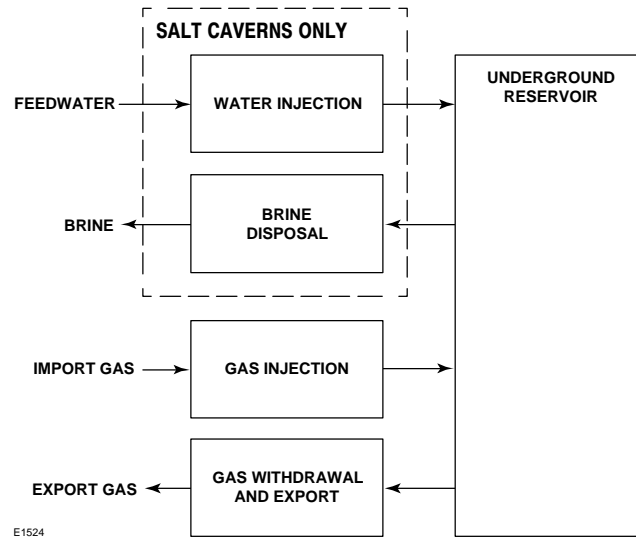 SALT CAVERNS ONLY
UNDERGROUND
RESERVOIR
FEEDWATER
WATER INJECTION
BRINE
BRINE
DISPOSAL
IMPORT GAS
GAS INJECTION
EXPORT GAS
GAS WITHDRAWAL
AND EXPORT
E1524